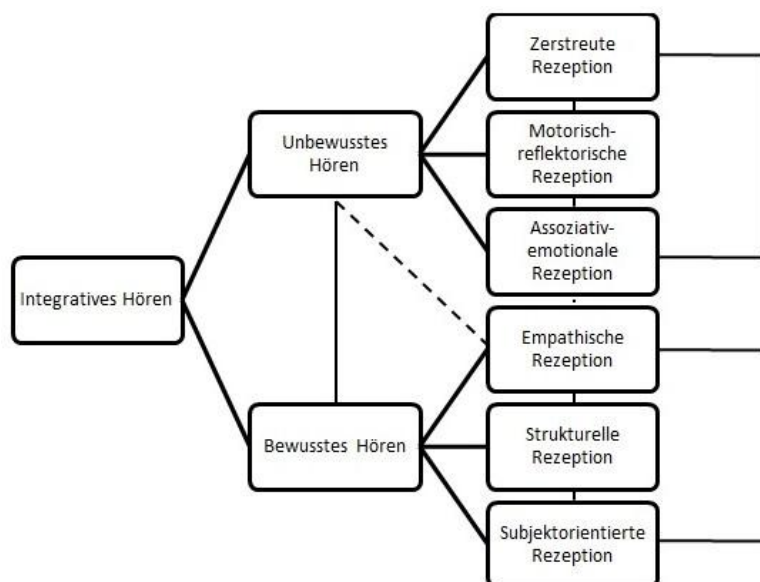 Zerstreute
Rezeption
Unbewusstes
Hören
Motorisch-
reflektorische
Rezeption
Assoziativ-
emotionale
Rezeption
Integratives Hören
Empathische
Rezeption
Bewusstes Hören
Strukturelle
Rezeption
Subjektorientierte
Rezeption